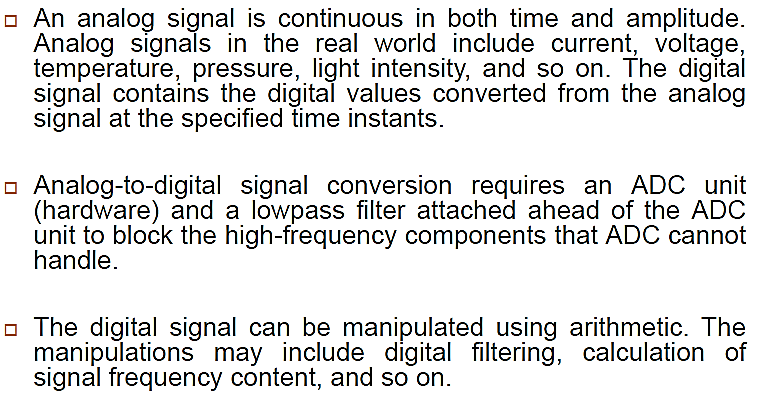 An analog signal is continuous in both time and amplitude.
Analog signals in the real world include current, voltage,
temperature, pressure, light intensity, and so on. The digital
signal contains the digital values converted from the analog
signal at the specified time instants.
Analog-to-digital signal conversion requires an ADC unit
(hardware) and a lowpass filter attached ahead of the ADC
unit to block the high-frequency components that ADC cannot
handle.
The digital signal can be manipulated using arithmetic. The
manipulations may include digital filtering, calculation of
signal frequency content, and so on.